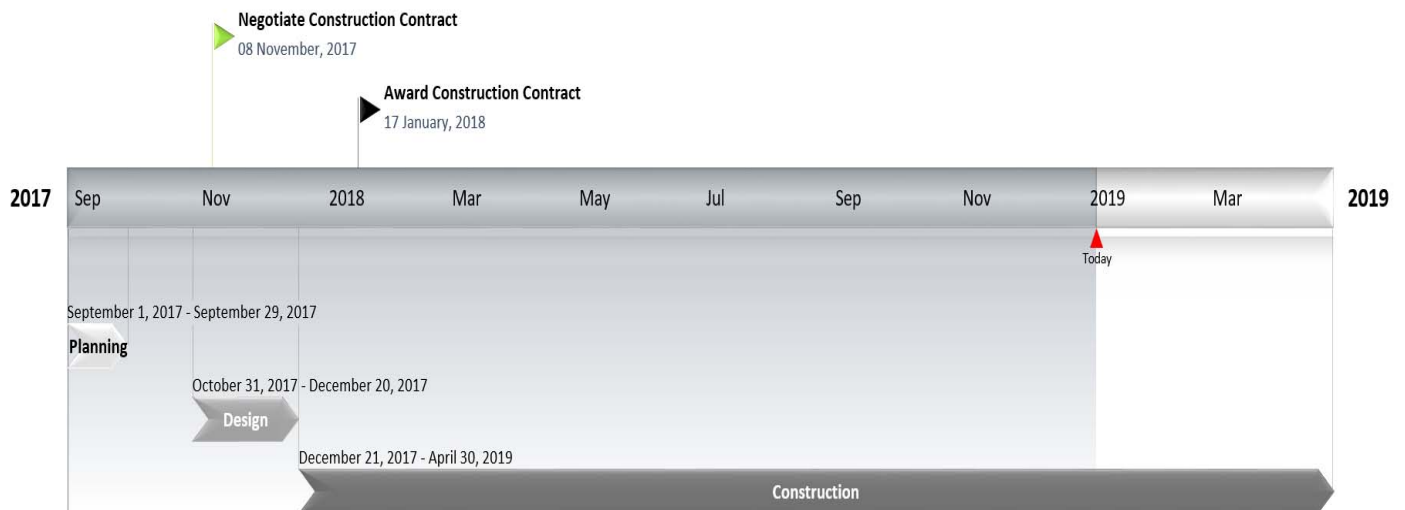 Negotiate Construction Contract
08 November, 2017
Award Construction Contract
17 January, 2018
2017 Sep Nov 2018 Mar May Jul Sep Nov 2019 Mar 2019
Today
September 1, 2017 - September 29, 2017
Planning
October 31, 2017 - December 20, 2017
Design
December 21, 2017 - April 30, 2019
Construction